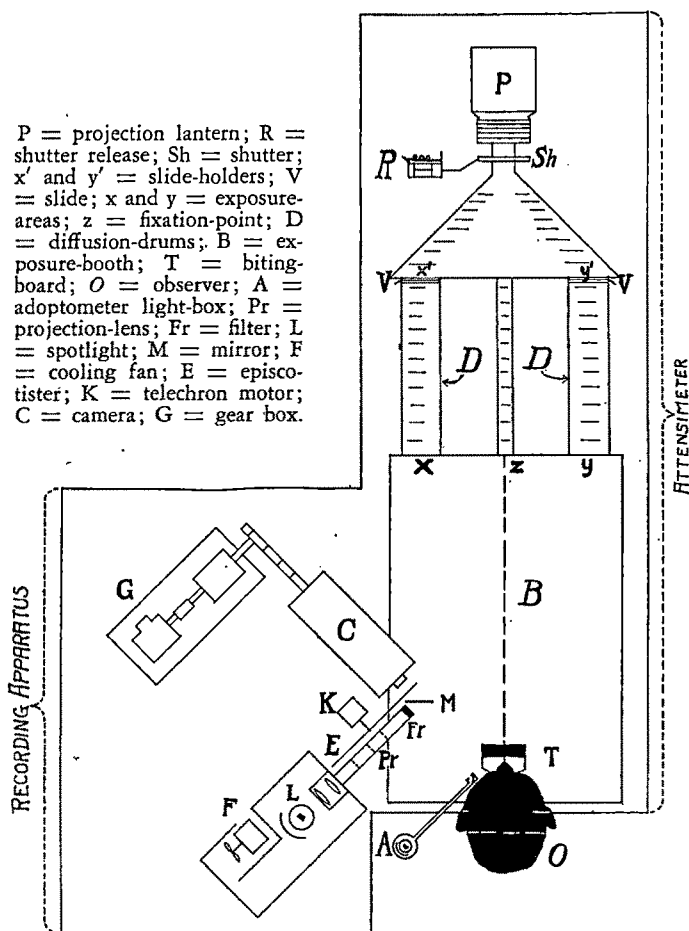 P = projection lantern; R =
shutter release; Sh = shutter;
x' and y' = slide-holders; V
= slide; x and y = exposure-
areas; z = fixation-point; D
= diffusion-drums; B = ex-
posure-booth; T = biting-
board; O = observer; A =
adoptometer light-box; Pr =
projection-lens; Fr = filter; L
= spotlight; M = mirror; F
= cooling fan; E = episco-
tister; K = telechron motor;
C = camera; G = gear box.
P
R
Sh
V
x'
y'
V
D
D
x
z
y
ATTENSIMETER
B
G
C
K
M
Fr
E
Pr
T
L
F
A
O
RECORDING APPARATUS